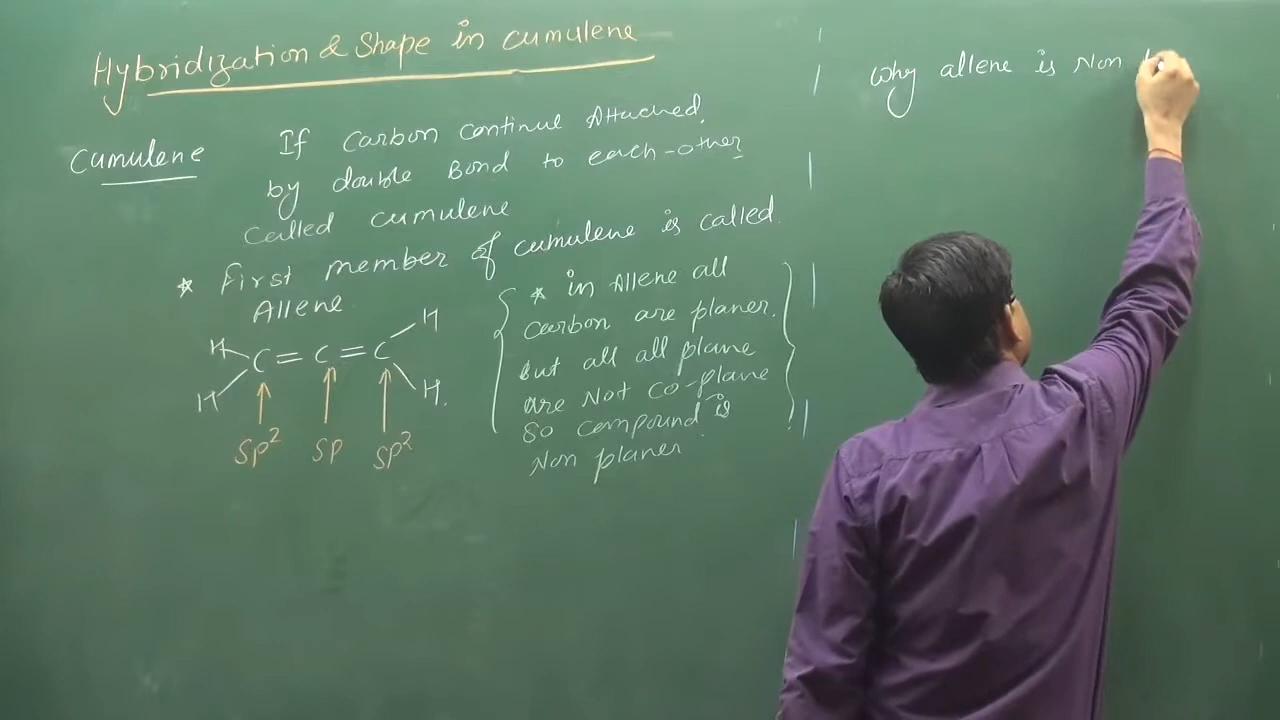 Hybridization & Shape in cumulene
Cumulene If Carbon continue Attached.
by double Bond to each-other
Called cumulene
* First member of cumulene is called.
Allene
H H
C = C = C
H H.
SP² SP SP²
* in Allene all
Carbon are planer.
but all all plane
are Not co-plane
So compound is
Non planer
Why allene is Non